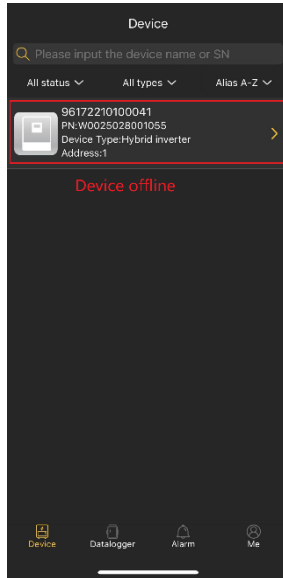 Device
Please input the device name or SN
All status
All types
Alias A-Z
96172210100041
PN:W0025028001055
Device Type:Hybrid inverter
Address:1
Device offline
Device
Datalogger
Alarm
Me